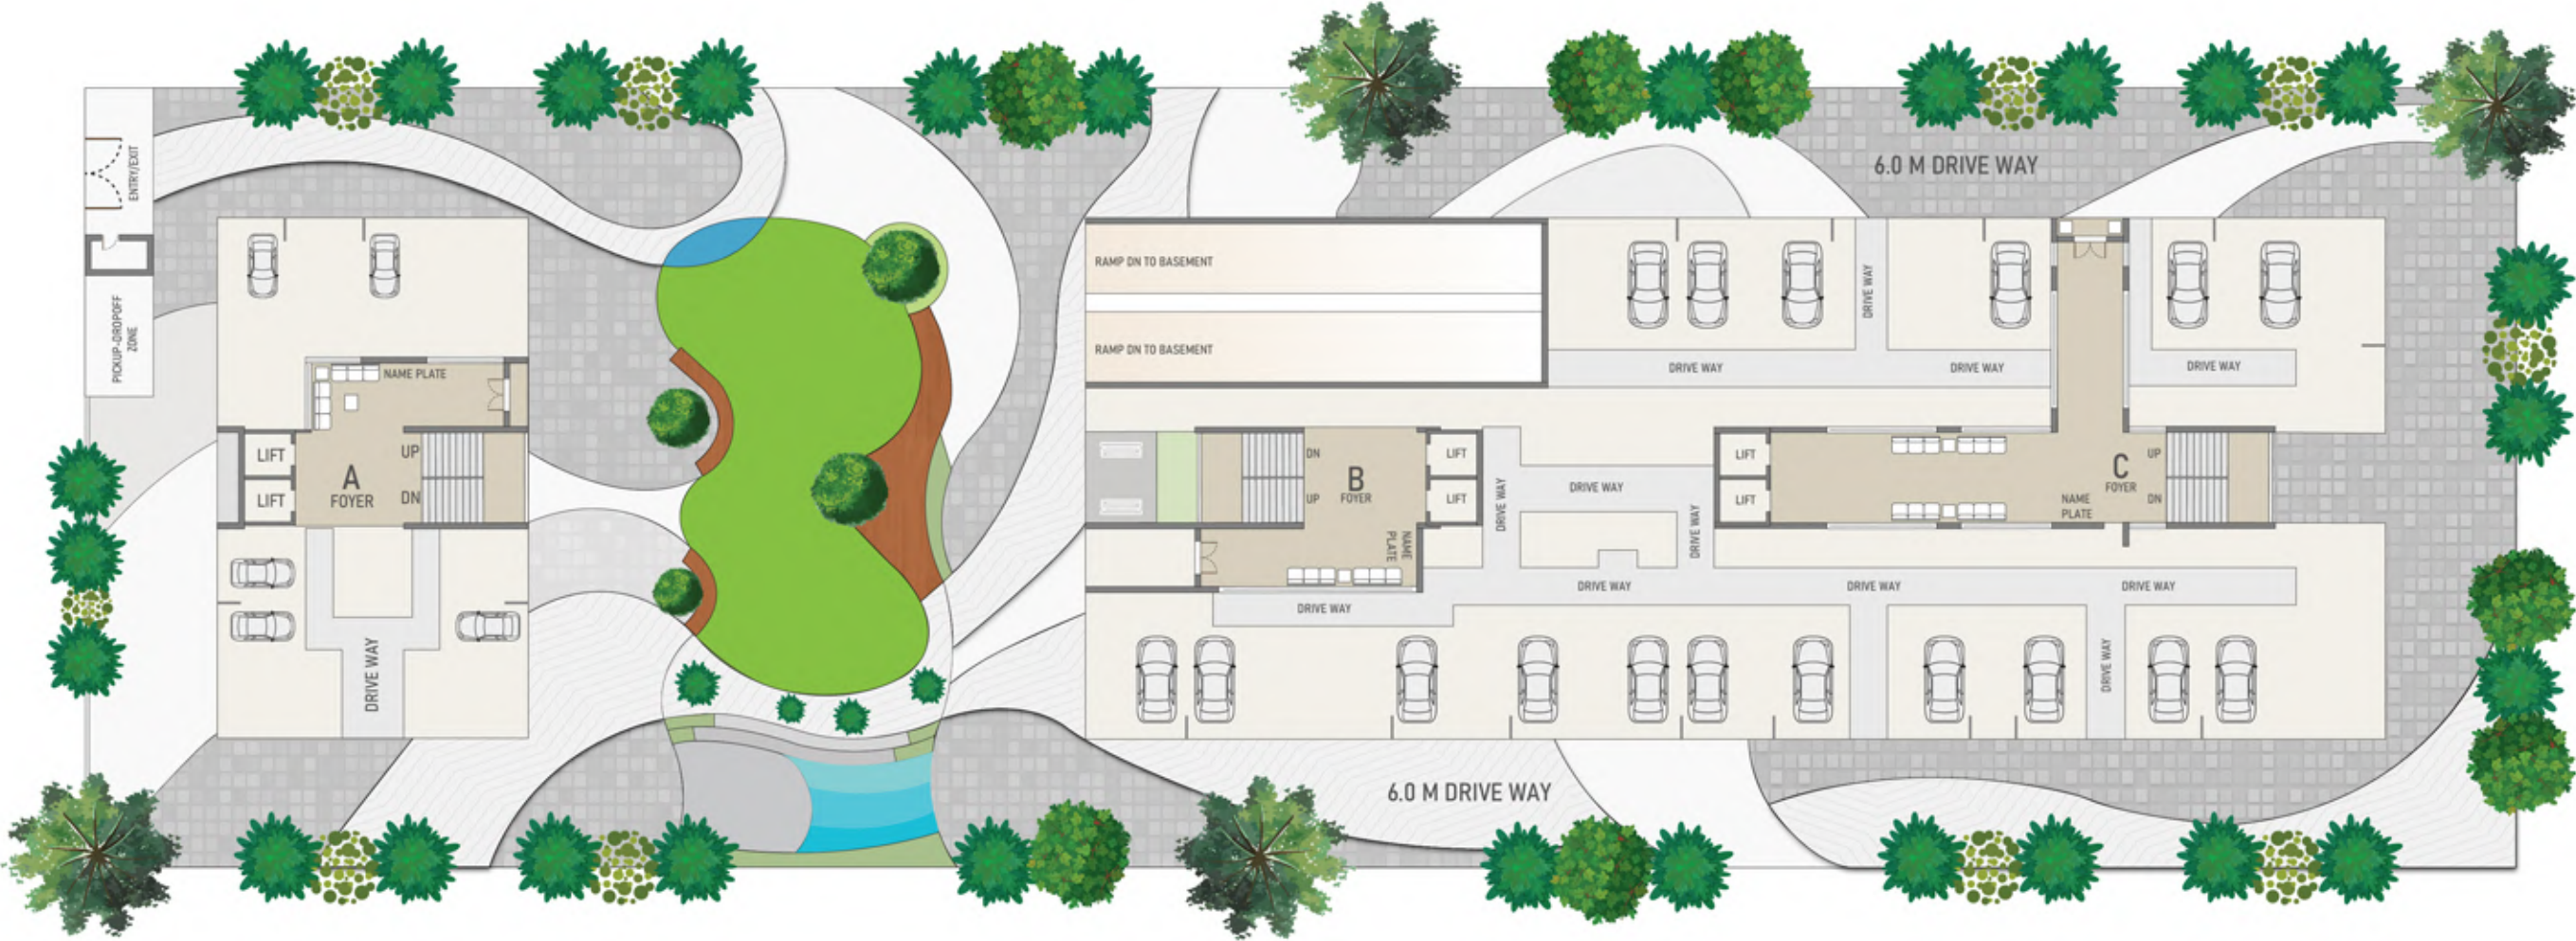 ENTRY/EXIT
PICKUP-DROPOFF
ZONE
NAME PLATE
LIFT
LIFT
A
FOYER
UP
DN
DRIVE WAY
RAMP DN TO BASEMENT
RAMP DN TO BASEMENT
6.0 M DRIVE WAY
DRIVE WAY
DRIVE WAY
DRIVE WAY
DRIVE WAY
DN
UP
B
FOYER
LIFT
LIFT
NAME
PLATE
DRIVE WAY
DRIVE WAY
DRIVE WAY
DRIVE WAY
DRIVE WAY
LIFT
LIFT
C
FOYER
NAME
PLATE
UP
DN
DRIVE WAY
DRIVE WAY
DRIVE WAY
6.0 M DRIVE WAY